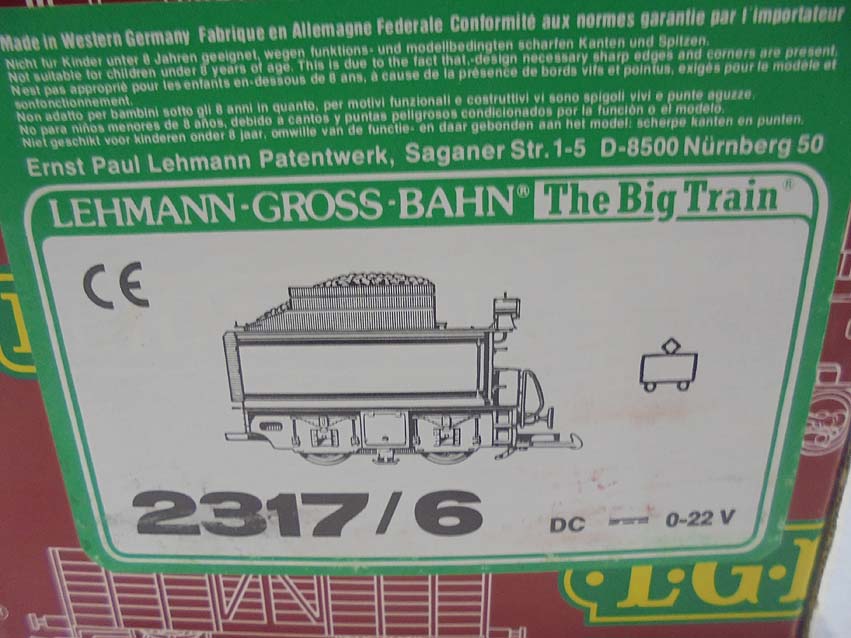 Made in Western Germany Fabrique en Allemagne Federale Conformité aux normes garantie par l'importateur
Nicht für Kinder unter 8 Jahren geeignet, wegen funktions- und modellbedingten scharfen Kanten und Spitzen.
Not suitable for children under 8 years of age. This is due to the fact that,-design necessary sharp edges and corners are present.
Nest pas approprié pour les enfants en-dessous de 8 ans, à cause de la présence de bords vifs et pointus, exigés pour le modéle et
sonfonctionnement.
Non adatto per bambini sotto gli 8 anni in quanto, per motivi funzionali e costruttivi vi sono spigoli vivi e punte aguzze.
No para niños menores de 8 años, debido a cantos y puntas peligrosos condicionados por la función o el modelo.
Niet geschikt voor kinderen onder 8 jaar, omwille van de functie- en daar gebonden aan het model: scherpe kanten en punten.
Ernst Paul Lehmann Patentwerk, Saganer Str. 1-5 D-8500 Nürnberg 50
LEHMANN-GROSS-BAHN® The Big Train®
CE
2317/6
DC 0-22 V
L.G.